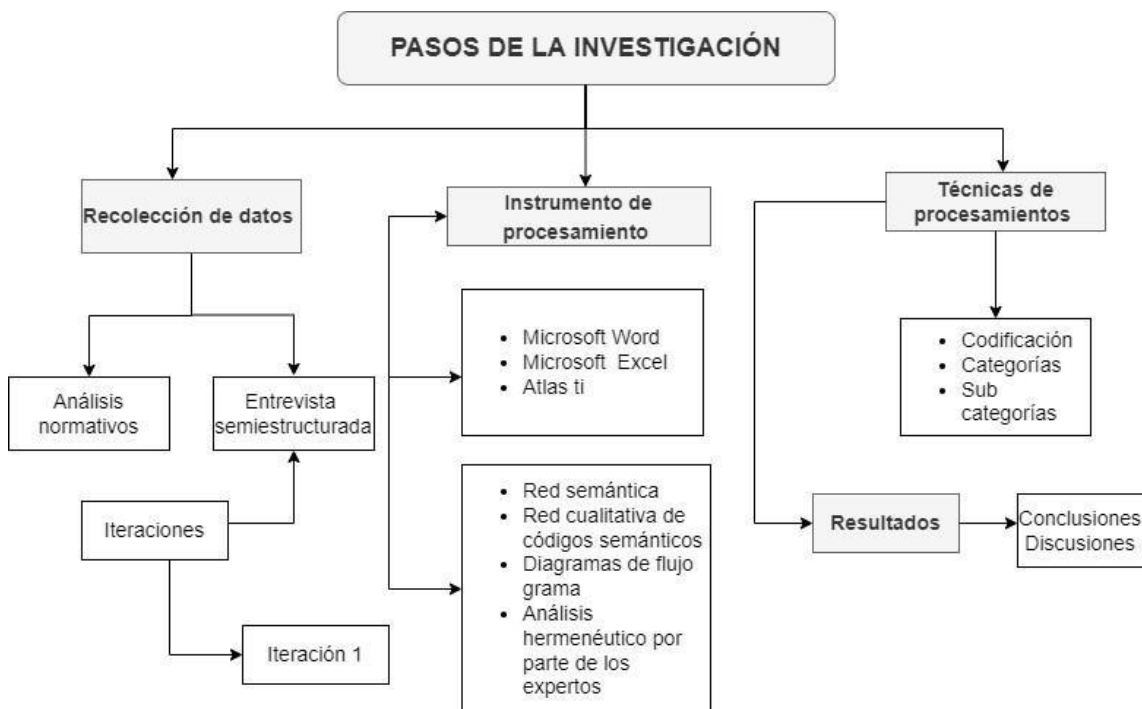 PASOS DE LA INVESTIGACIÓN
Recolección de datos
Instrumento de
procesamiento
Técnicas de
procesamientos
• Microsoft Word
• Microsoft Excel
• Atlas ti
• Codificación
• Categorías
• Sub
categorías
Análisis
normativos
Entrevista
semiestructurada
Iteraciones
Iteración 1
• Red semántica
• Red cualitativa de
códigos semánticos
• Diagramas de flujo
grama
• Análisis
hermenéutico por
parte de los
expertos
Resultados
Conclusiones
Discusiones